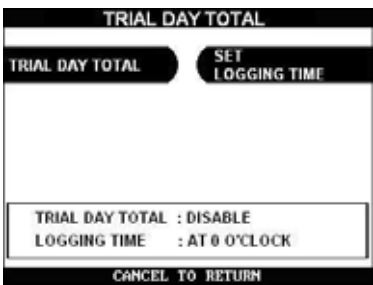 TRIAL DAY TOTAL
TRIAL DAY TOTAL
SET
LOGGING TIME
TRIAL DAY TOTAL : DISABLE
LOGGING TIME : AT 0 O'CLOCK
CANCEL TO RETURN